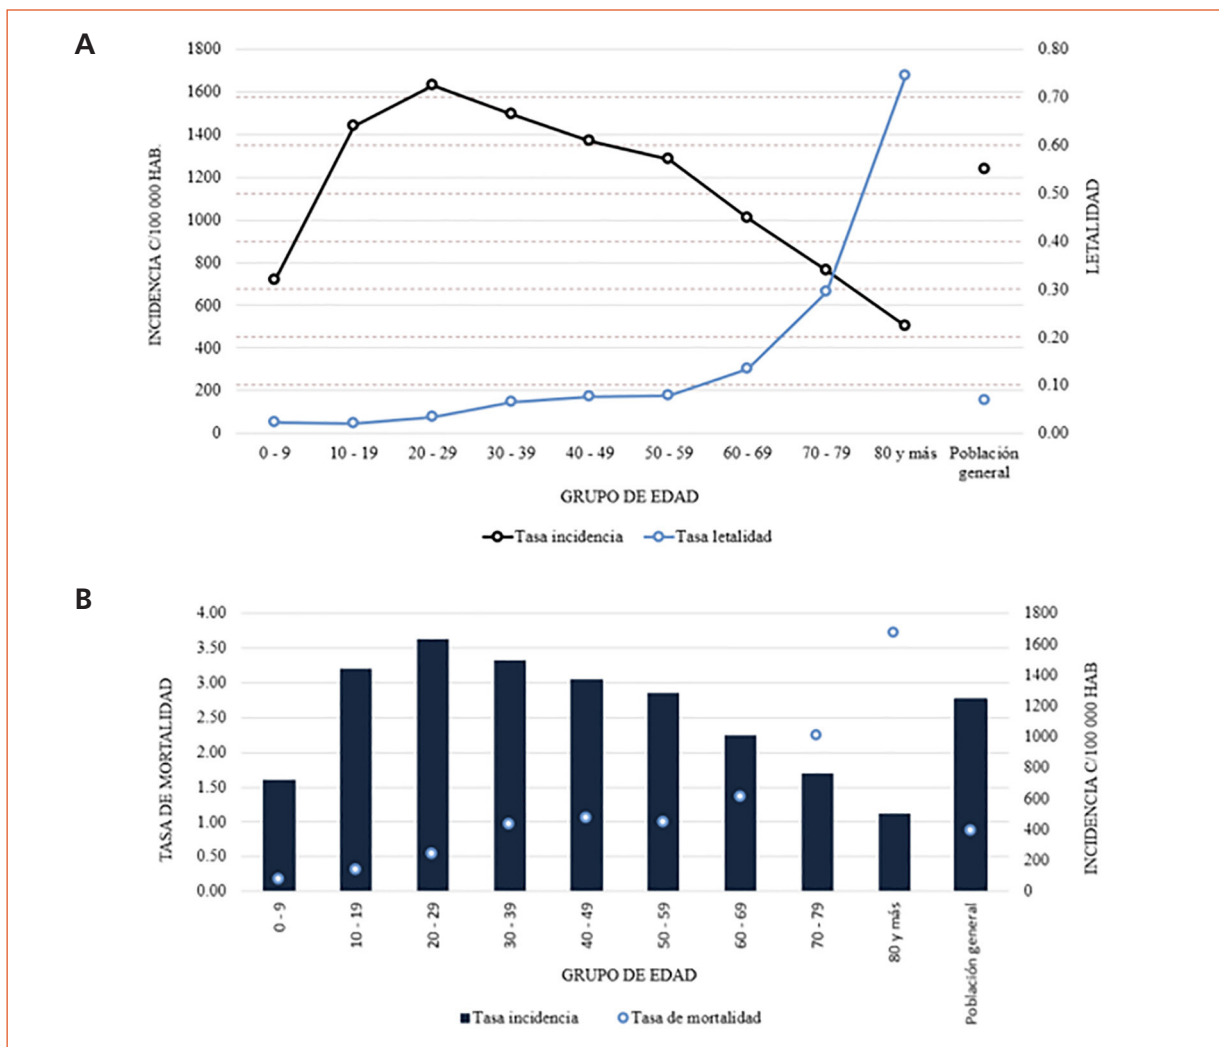 A
1800
1600
1400
1200
1000
800
600
400
200
0
INCIDENCIA C/100 000 HAB.
0.80
0.70
0.60
0.50
0.40
0.30
0.20
0.10
0.00
LETALIDAD
0 - 9 10 - 19 20 - 29 30 - 39 40 - 49 50 - 59 60 - 69 70 - 79 80 y más Población
general
GRUPO DE EDAD
Tasa incidencia Tasa letalidad
B
4.00
3.50
3.00
2.50
2.00
1.50
1.00
0.50
0.00
TASA DE MORTALIDAD
1800
1600
1400
1200
1000
800
600
400
200
0
INCIDENCIA C/100 000 HAB
0 - 9
10 - 19
20 - 29
30 - 39
40 - 49
50 - 59
60 - 69
70 - 79
80 y más
Población general
GRUPO DE EDAD
Tasa incidencia Tasa de mortalidad